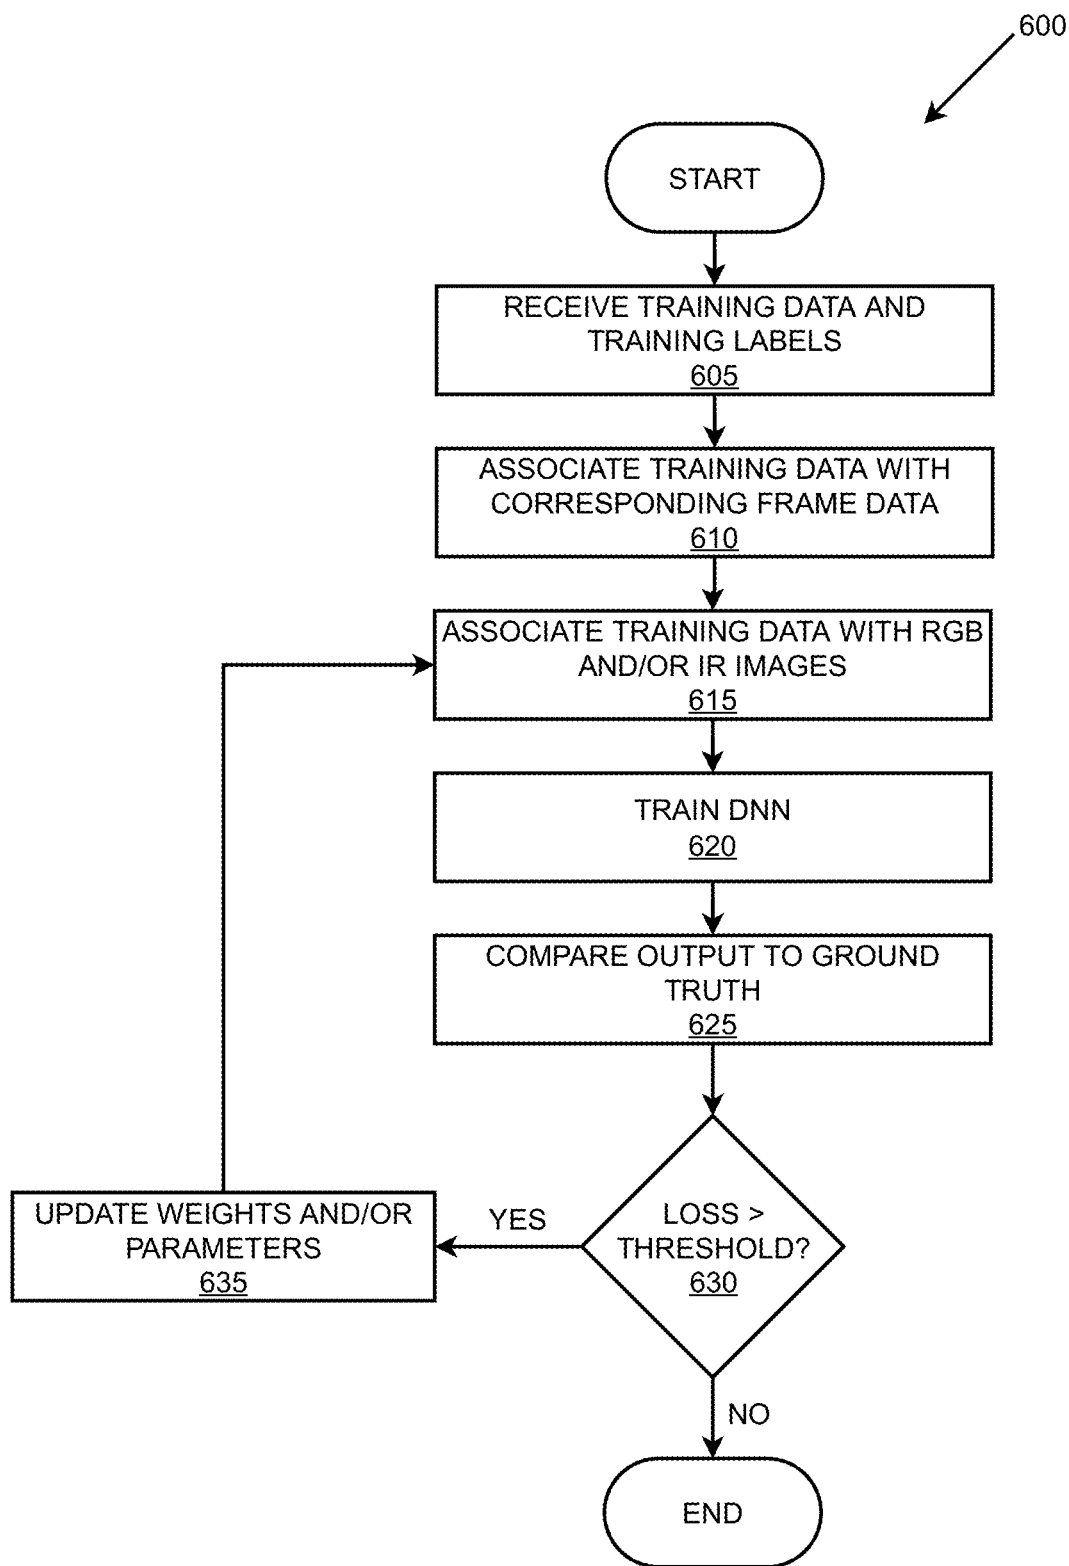 600
START
RECEIVE TRAINING DATA AND
TRAINING LABELS
605
ASSOCIATE TRAINING DATA WITH
CORRESPONDING FRAME DATA
610
ASSOCIATE TRAINING DATA WITH RGB
AND/OR IR IMAGES
615
TRAIN DNN
620
COMPARE OUTPUT TO GROUND
TRUTH
625
LOSS >
THRESHOLD?
630
YES
UPDATE WEIGHTS AND/OR
PARAMETERS
635
NO
END